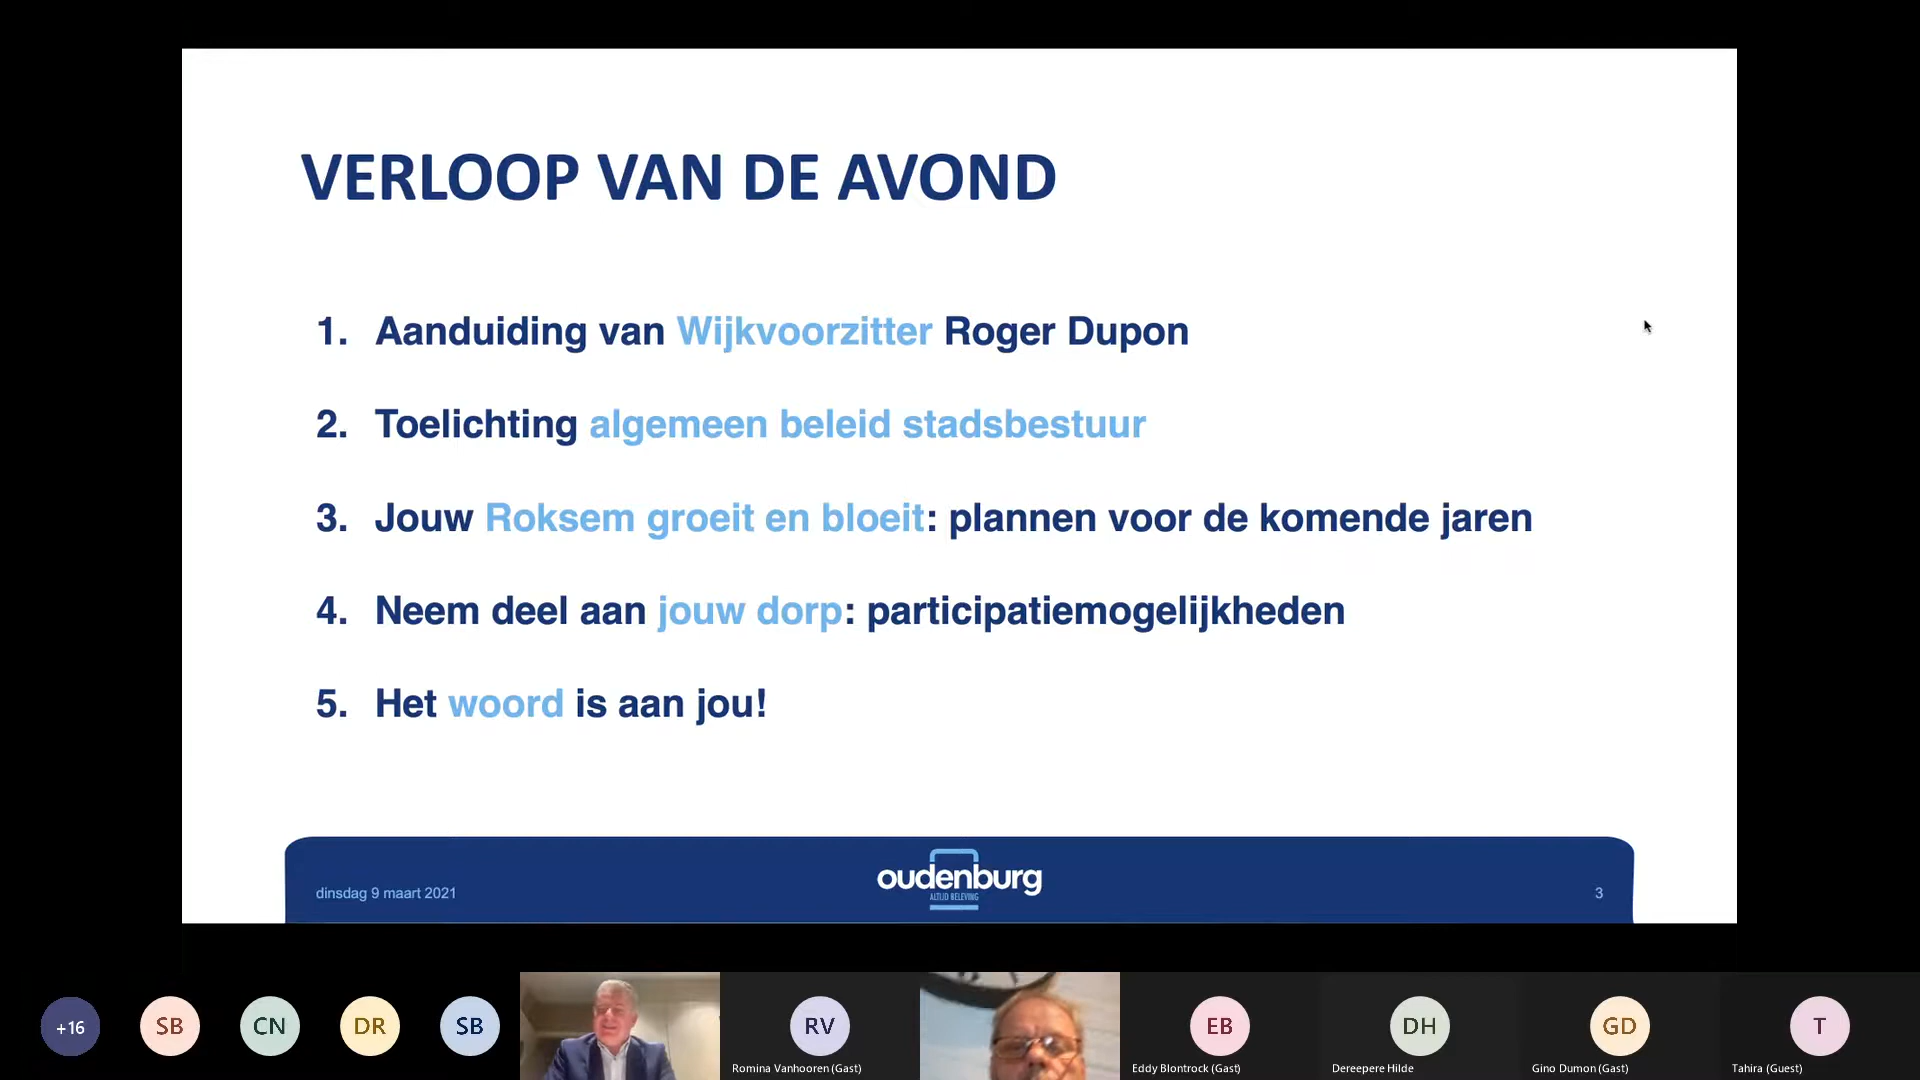 VERLOOP VAN DE AVOND
1. Aanduiding van Wijkvoorzitter Roger Dupon
2. Toelichting algemeen beleid stadsbestuur
3. Jouw Roksem groeit en bloeit: plannen voor de komende jaren
4. Neem deel aan jouw dorp: participatiemogelijkheden
5. Het woord is aan jou!
dinsdag 9 maart 2021
oudenburg
ALTIJD BELEVING
3
+16
SB
CN
DR
SB
RV
EB
DH
GD
T
Romina Vanhooren (Gast)
Eddy Blontrock (Gast)
Dereepere Hilde
Gino Dumon (Gast)
Tahira (Guest)